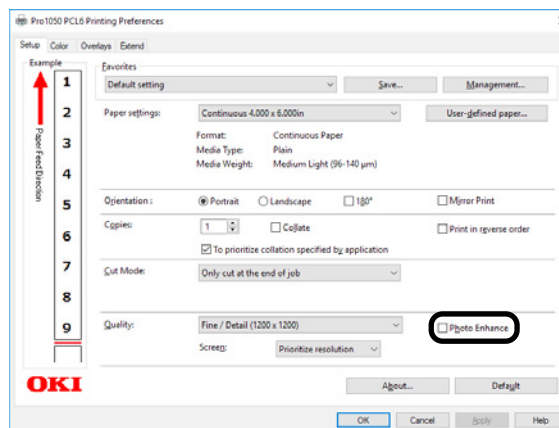 Pro1050 PCL6 Printing Preferences
Setup Color Overlays Extend
Example
1
2
3
4
5
6
7
8
9
Paper Feed Direction
OKI
Favorites
Default setting Save... Management...
Paper settings: Continuous 4.000 x 6.000in User-defined paper...
Format: Continuous Paper
Media Type: Plain
Media Weight: Medium Light (96-140 μm)
Orientation : Portrait Landscape 180° Mirror Print
Copies: 1 Collate Print in reverse order
To prioritize collation specified by application
Cut Mode: Only cut at the end of job
Quality: Fine / Detail (1200 x 1200) Photo Enhance
Screen: Prioritize resolution
About... Default
OK Cancel Apply Help